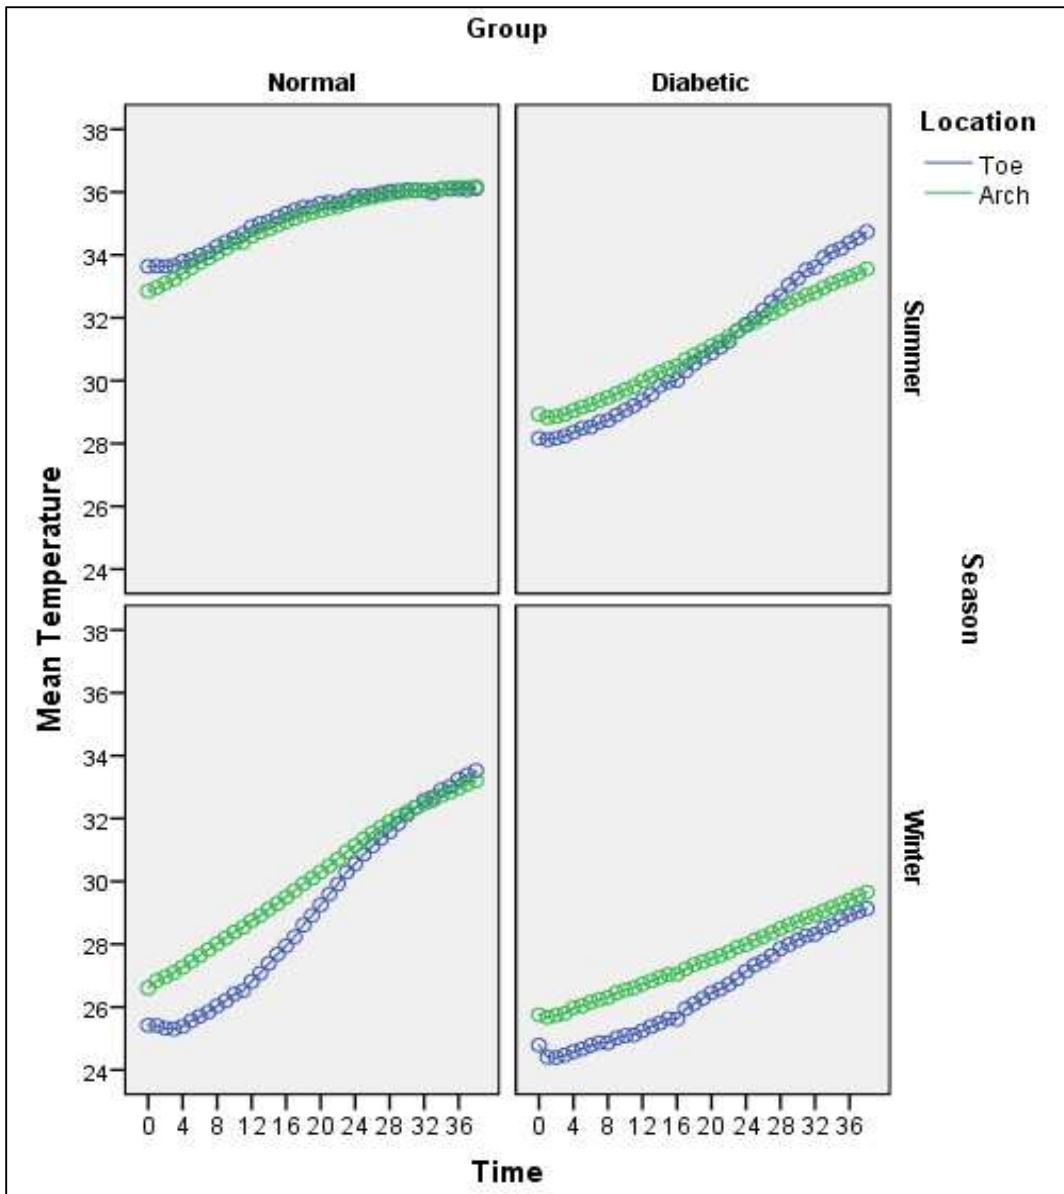 Group
Normal
Diabetic
Location
Toe
Arch
38
36
34
32
30
28
26
24
Summer
Season
Mean Temperature
38
36
34
32
30
28
26
24
Winter
0 4 8 12 16 20 24 28 32 36
0 4 8 12 16 20 24 28 32 36
Time